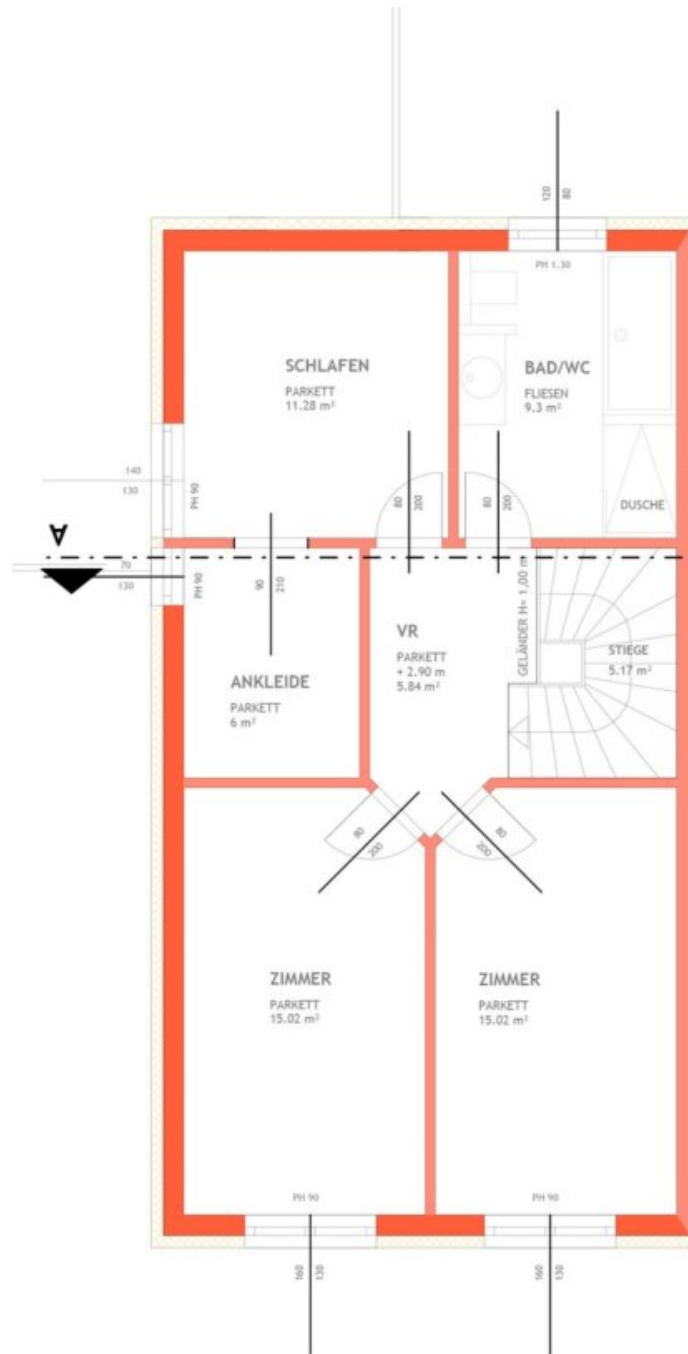 120
80
PH 1.30
SCHLAFEN
PARKETT
11.28 m²
BAD/WC
FLIESEN
9.3 m²
140
130
PH 90
80
200
80
200
DUSCHE
A
70
130
PH 90
90
210
GELÄNDER H= 1,00 m
VR
PARKETT
+ 2.90 m
5.84 m²
STIEGE
5.17 m²
ANKLEIDE
PARKETT
6 m²
80
200
80
200
ZIMMER
PARKETT
15.02 m²
ZIMMER
PARKETT
15.02 m²
PH 90
PH 90
160
130
160
130